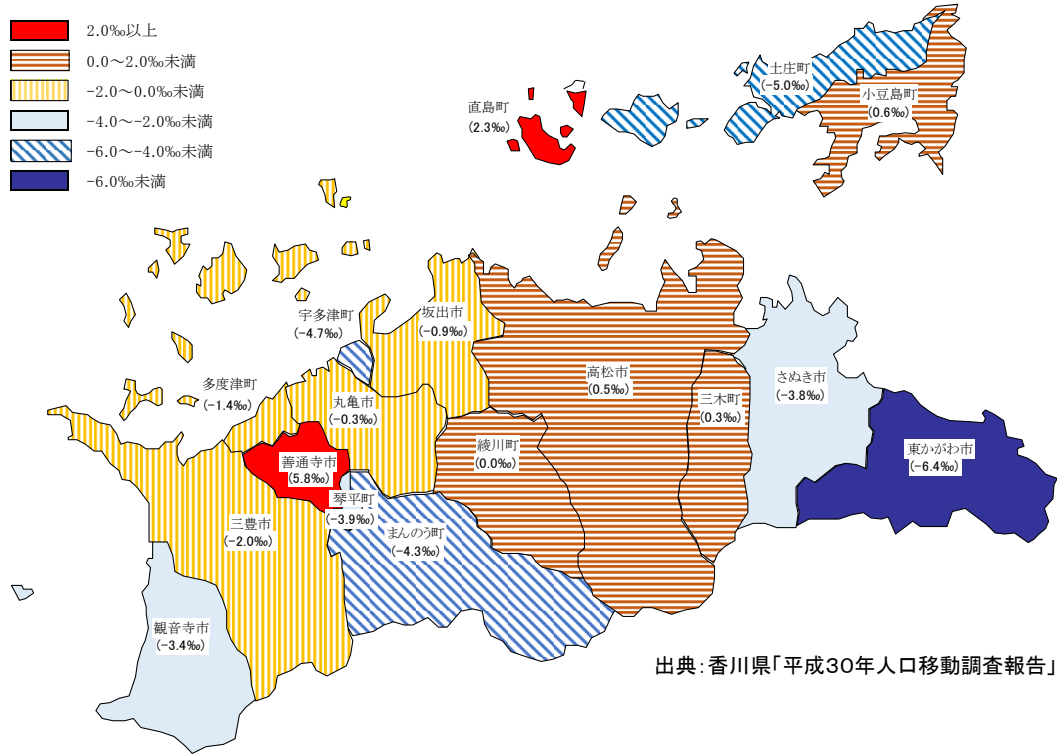 2.0‰以上
0.0～2.0‰未満
-2.0～0.0‰未満
-4.0～-2.0‰未満
-6.0～-4.0‰未満
-6.0‰未満
土庄町
(-5.0‰)
小豆島町
(0.6‰)
直島町
(2.3‰)
宇多津町
(-4.7‰)
坂出市
(-0.9‰)
多度津町
(-1.4‰)
丸亀市
(-0.3‰)
高松市
(0.5‰)
三木町
(0.3‰)
さぬき市
(-3.8‰)
東かがわ市
(-6.4‰)
綾川町
(0.0‰)
善通寺市
(5.8‰)
琴平町
(-3.9‰)
まんのう町
(-4.3‰)
三豊市
(-2.0‰)
観音寺市
(-3.4‰)
出典：香川県「平成30年人口移動調査報告」